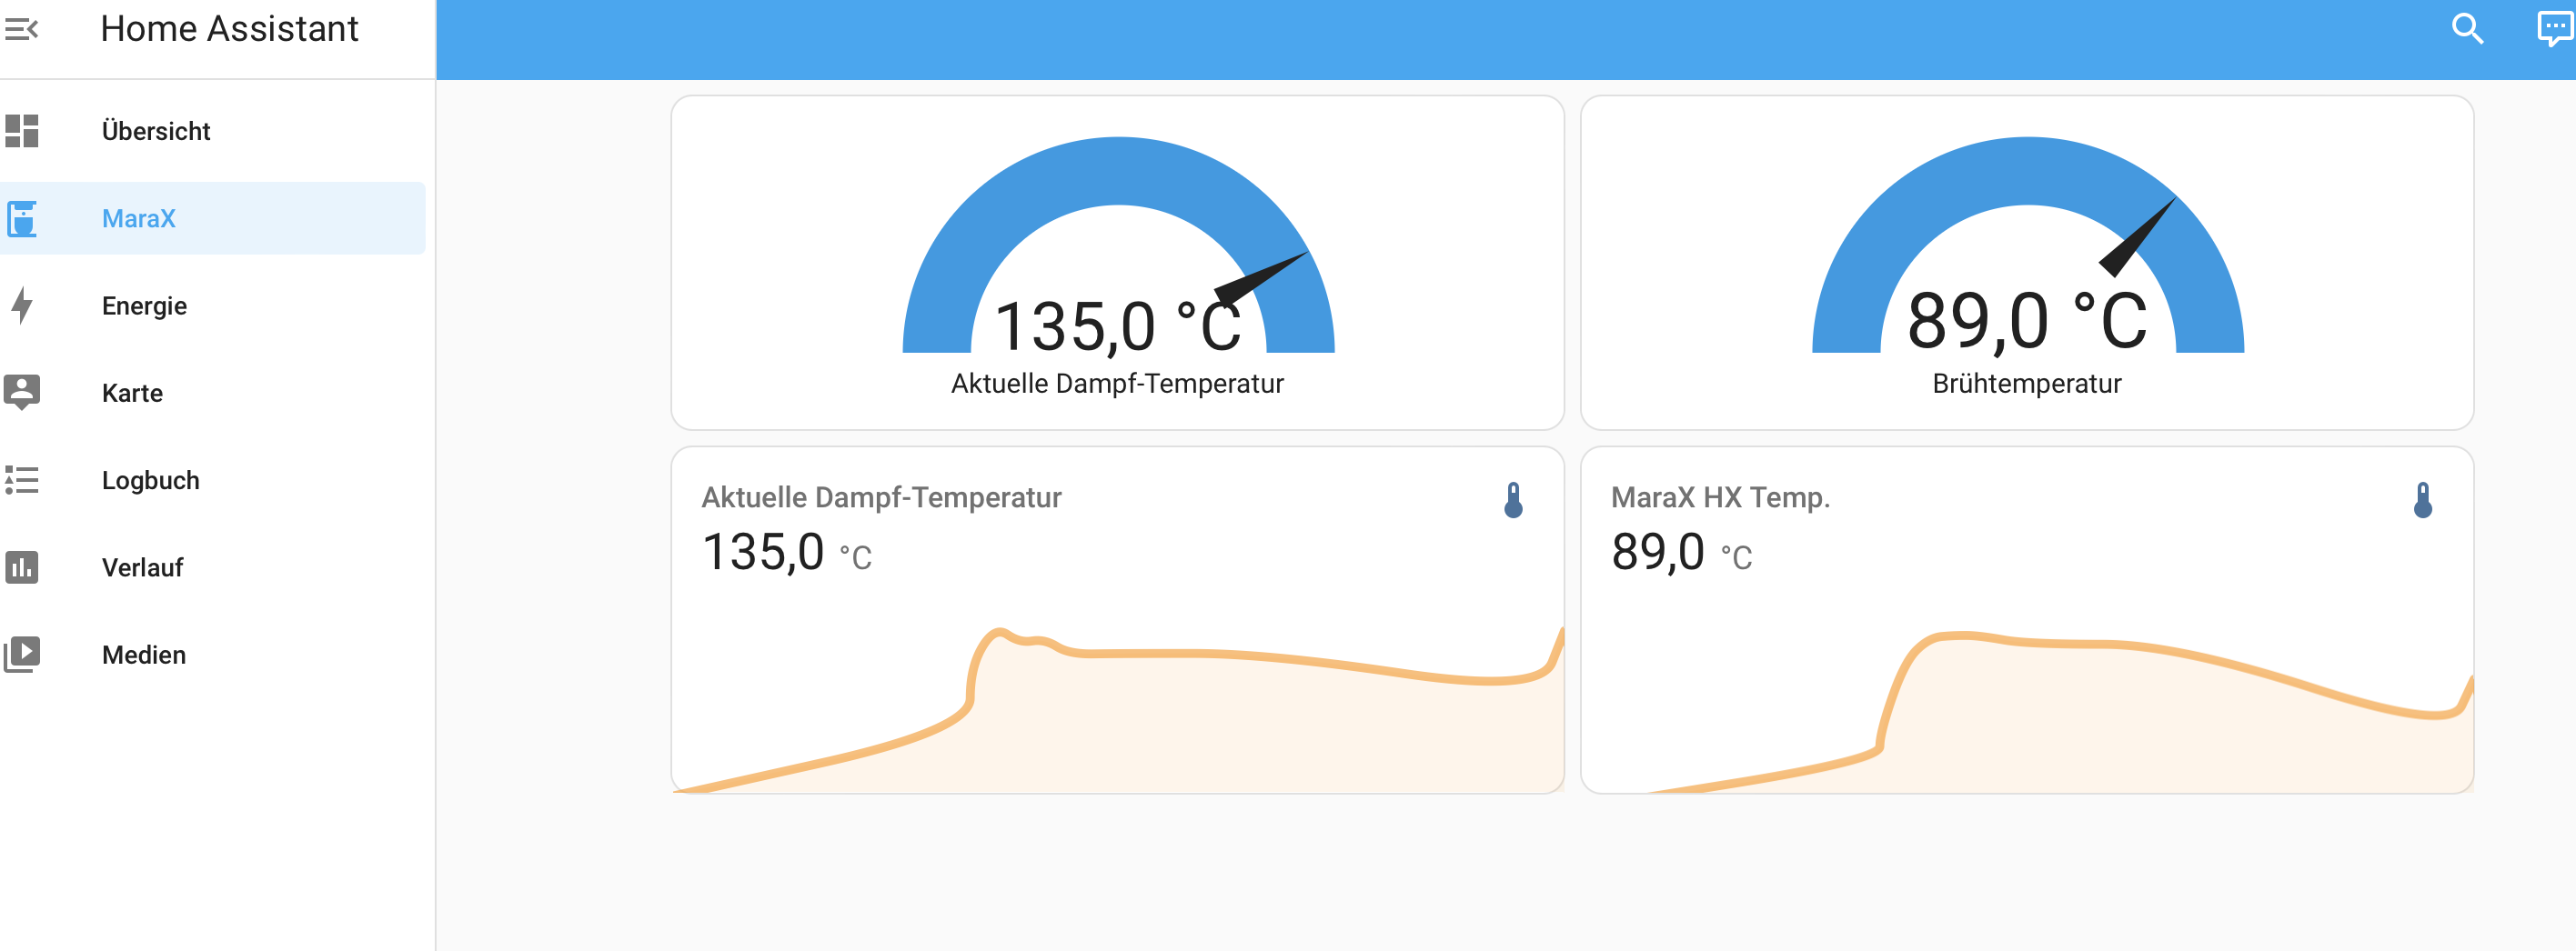 Home Assistant
Übersicht
MaraX
Energie
Karte
Logbuch
Verlauf
Medien
135,0 °C
Aktuelle Dampf-Temperatur
89,0 °C
Brühtemperatur
Aktuelle Dampf-Temperatur
135,0 °C
MaraX HX Temp.
89,0 °C